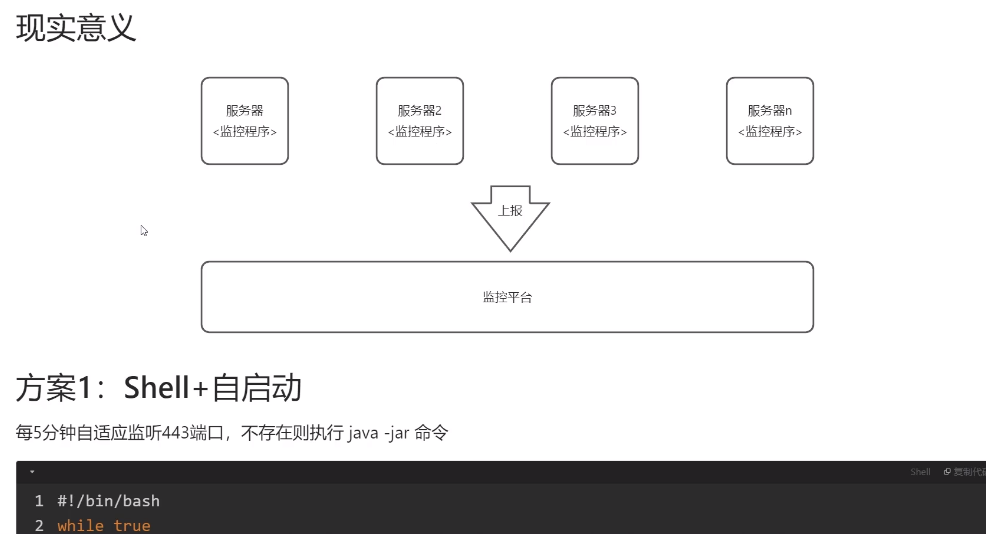 现实意义
服务器
<监控程序>
服务器2
<监控程序>
服务器3
<监控程序>
服务器n
<监控程序>
上报
监控平台
方案1：Shell+自启动
每5分钟自适应监听443端口，不存在则执行 java -jar 命令
Shell 复制代码
1 #!/bin/bash
2 while true